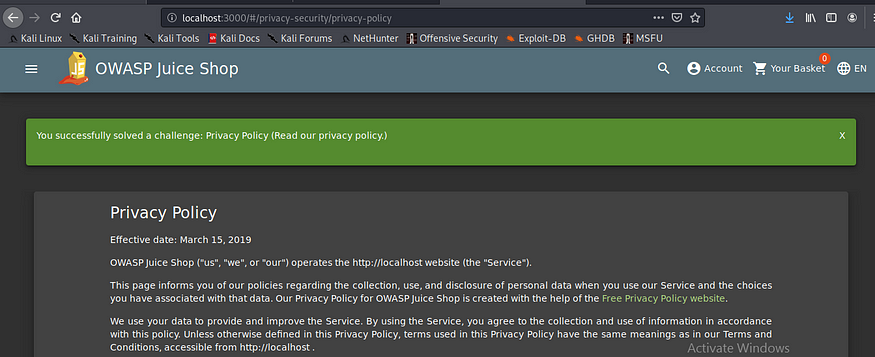 localhost:3000/#/privacy-security/privacy-policy
Kali Linux Kali Training Kali Tools Kali Docs Kali Forums NetHunter Offensive Security Exploit-DB GHDB MSFU
JS OWASP Juice Shop Account Your Basket 0 EN
You successfully solved a challenge: Privacy Policy (Read our privacy policy.) X
Privacy Policy
Effective date: March 15, 2019
OWASP Juice Shop ("us", "we", or "our") operates the http://localhost website (the "Service").
This page informs you of our policies regarding the collection, use, and disclosure of personal data when you use our Service and the choices
you have associated with that data. Our Privacy Policy for OWASP Juice Shop is created with the help of the Free Privacy Policy website.
We use your data to provide and improve the Service. By using the Service, you agree to the collection and use of information in accordance
with this policy. Unless otherwise defined in this Privacy Policy, terms used in this Privacy Policy have the same meanings as in our Terms and
Conditions, accessible from http://localhost .
Activate Windows